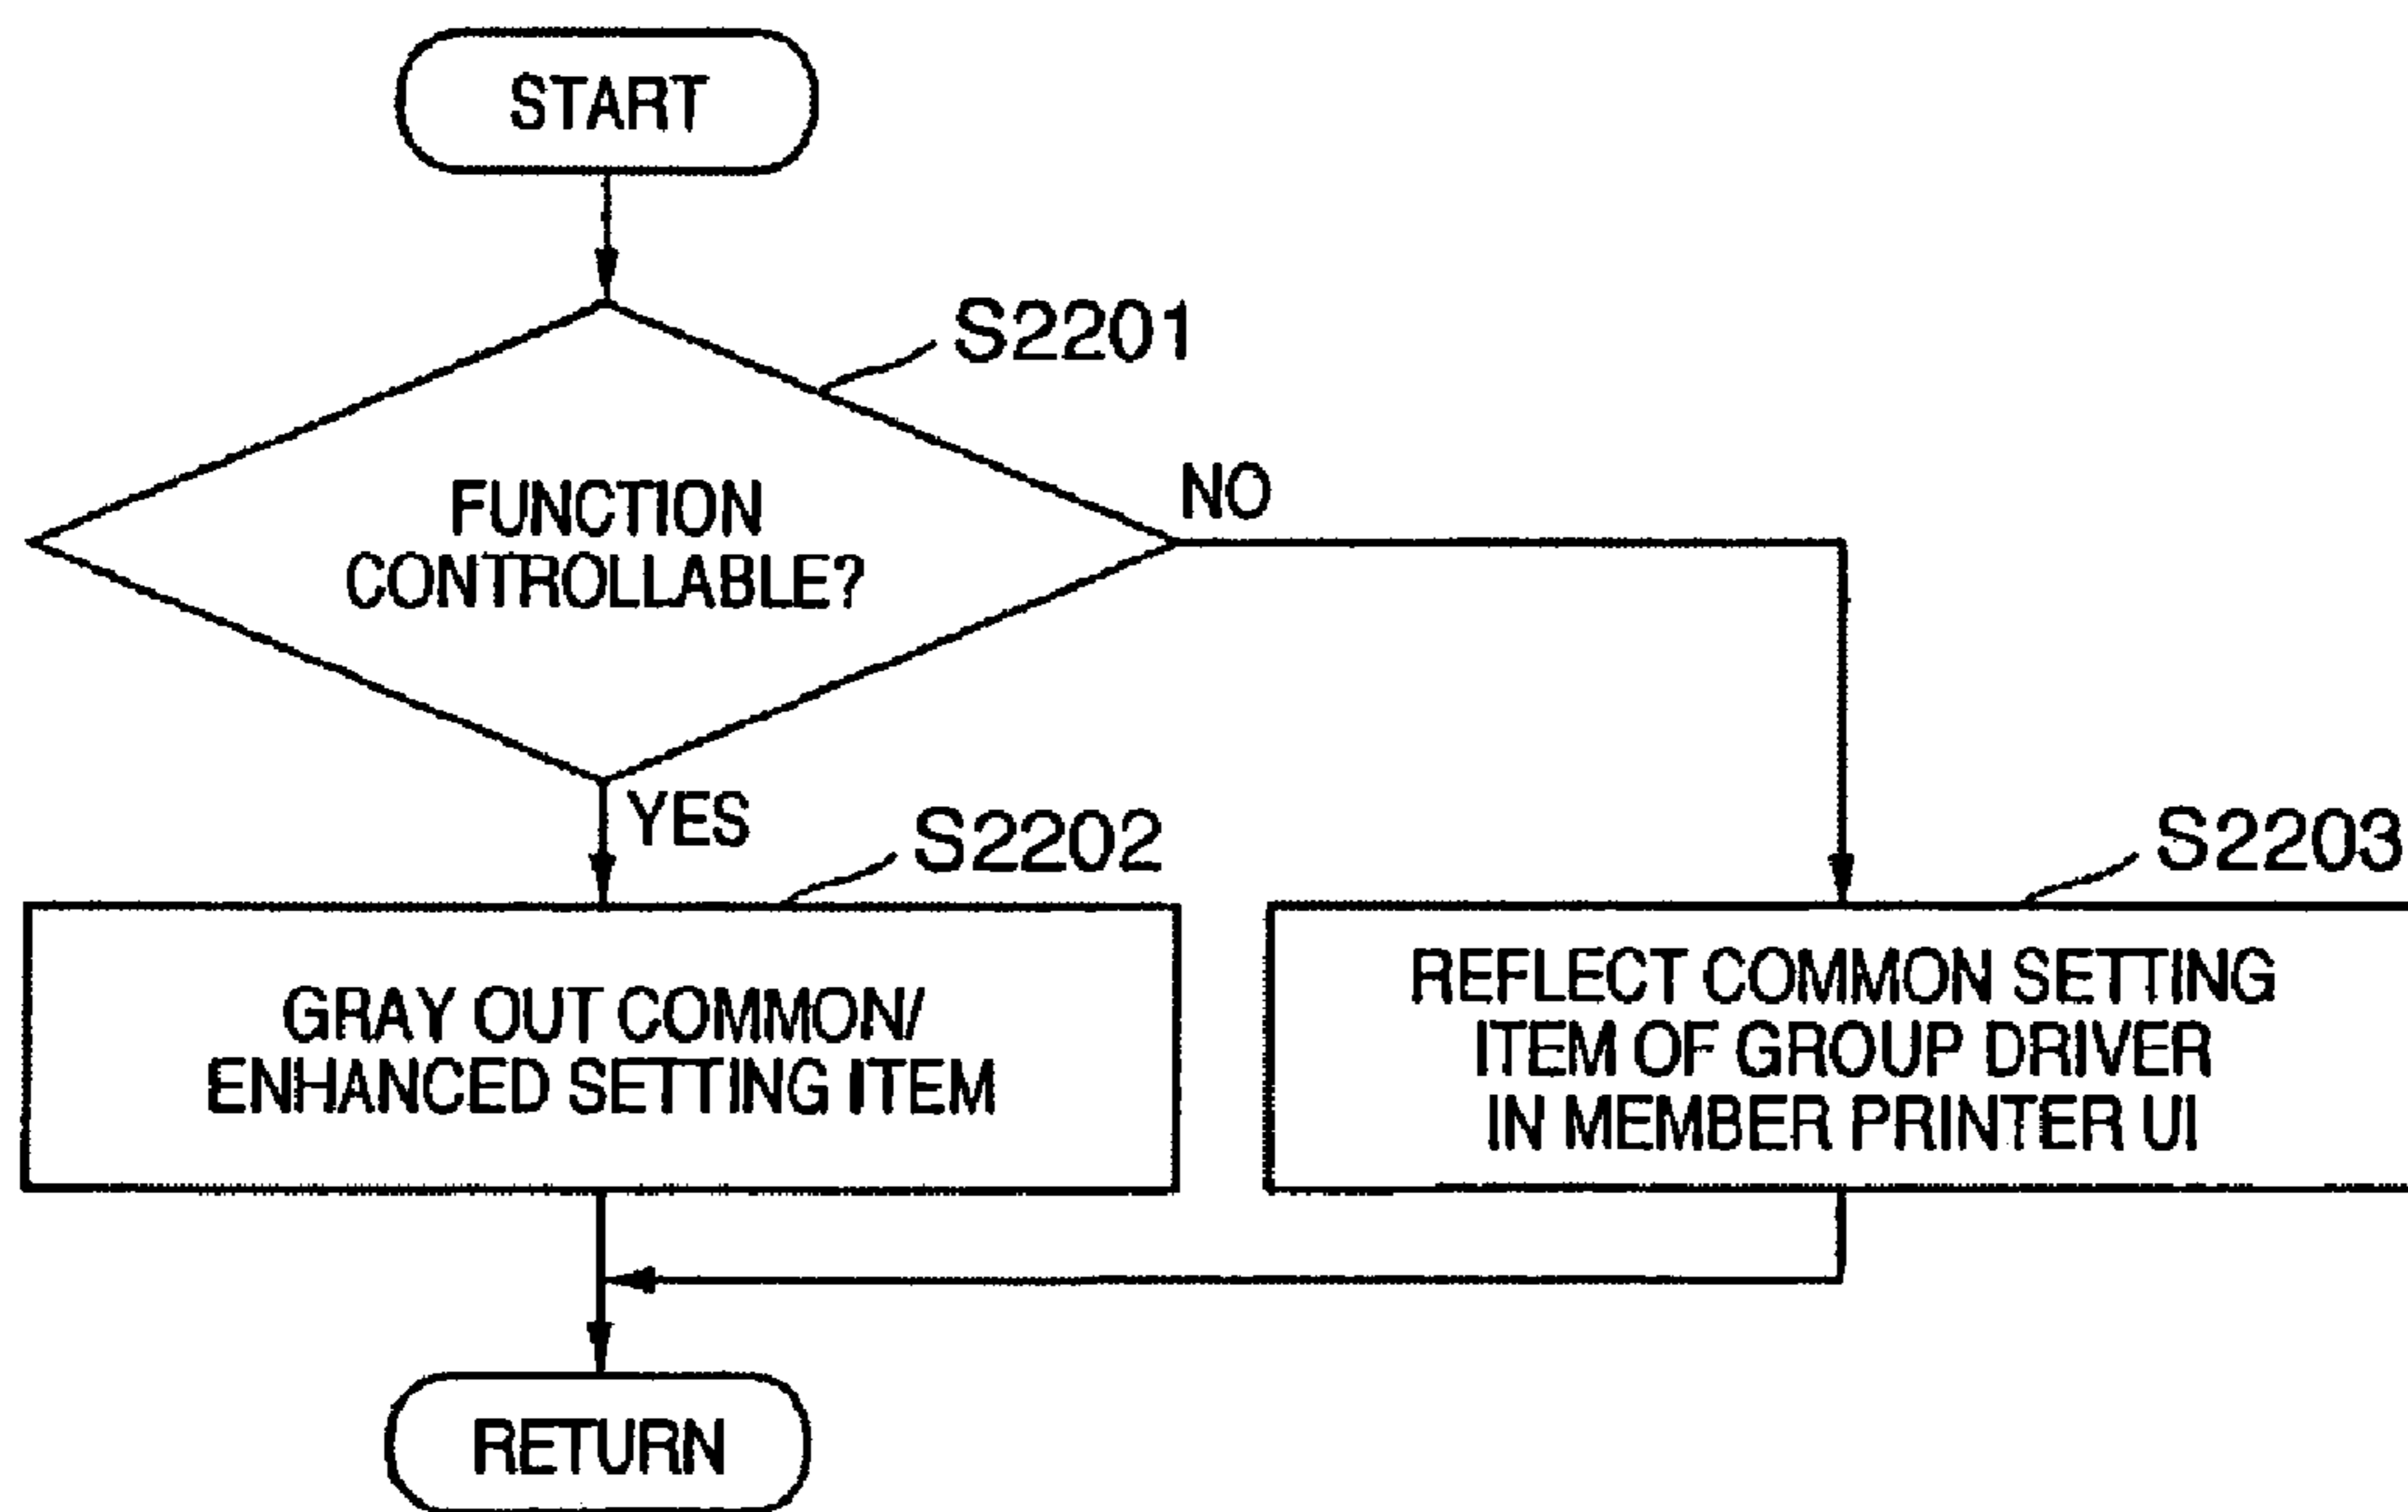 START
S2201
FUNCTION
CONTROLLABLE?
NO
YES
S2202
S2203
GRAY OUT COMMON/
ENHANCED SETTING ITEM
REFLECT COMMON SETTING
ITEM OF GROUP DRIVER
IN MEMBER PRINTER UI
RETURN